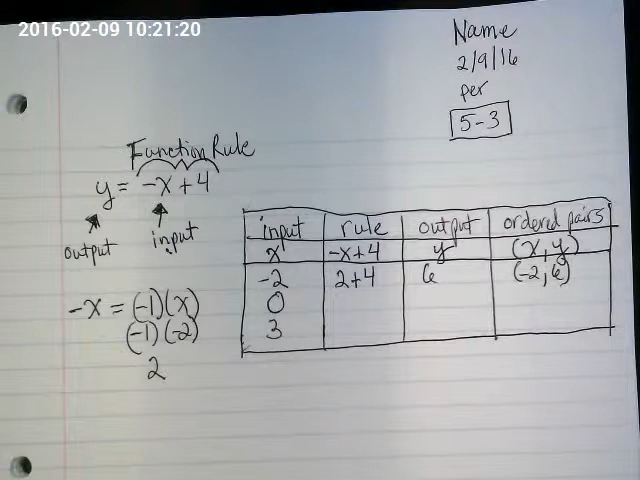 2016-02-09 10:21:20
Name
2/9/16
per
5-3
Function Rule
y = -x + 4
output
input
-x = (-1)(x)
(-1)(-2)
2
input rule output ordered pairs
x -x+4 y (x, y)
-2 2+4 6 (-2, 6)
0
3